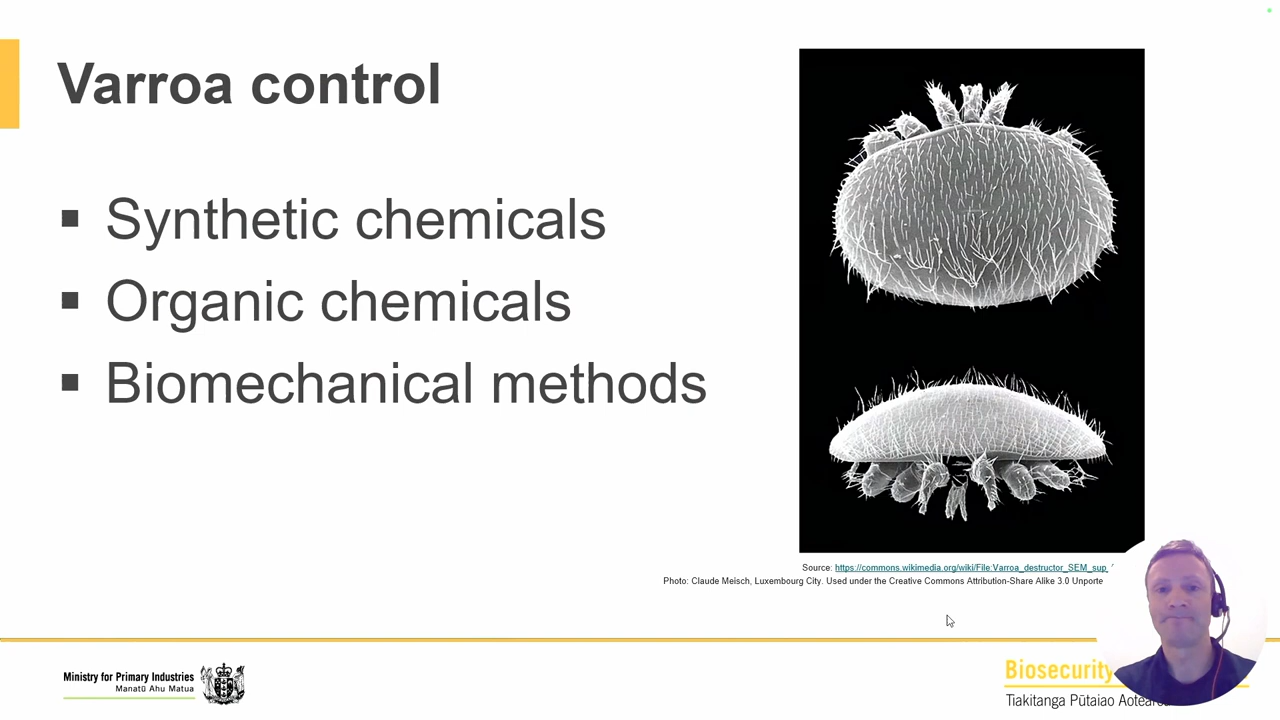 Varroa control
▪ Synthetic chemicals
▪ Organic chemicals
▪ Biomechanical methods
Source: https://commons.wikimedia.org/wiki/File:Varroa_destructor_SEM_sup_
Photo: Claude Meisch, Luxembourg City. Used under the Creative Commons Attribution-Share Alike 3.0 Unporte
Ministry for Primary Industries
Manatū Ahu Matua
Biosecurity
Tiakitanga Pūtaiao